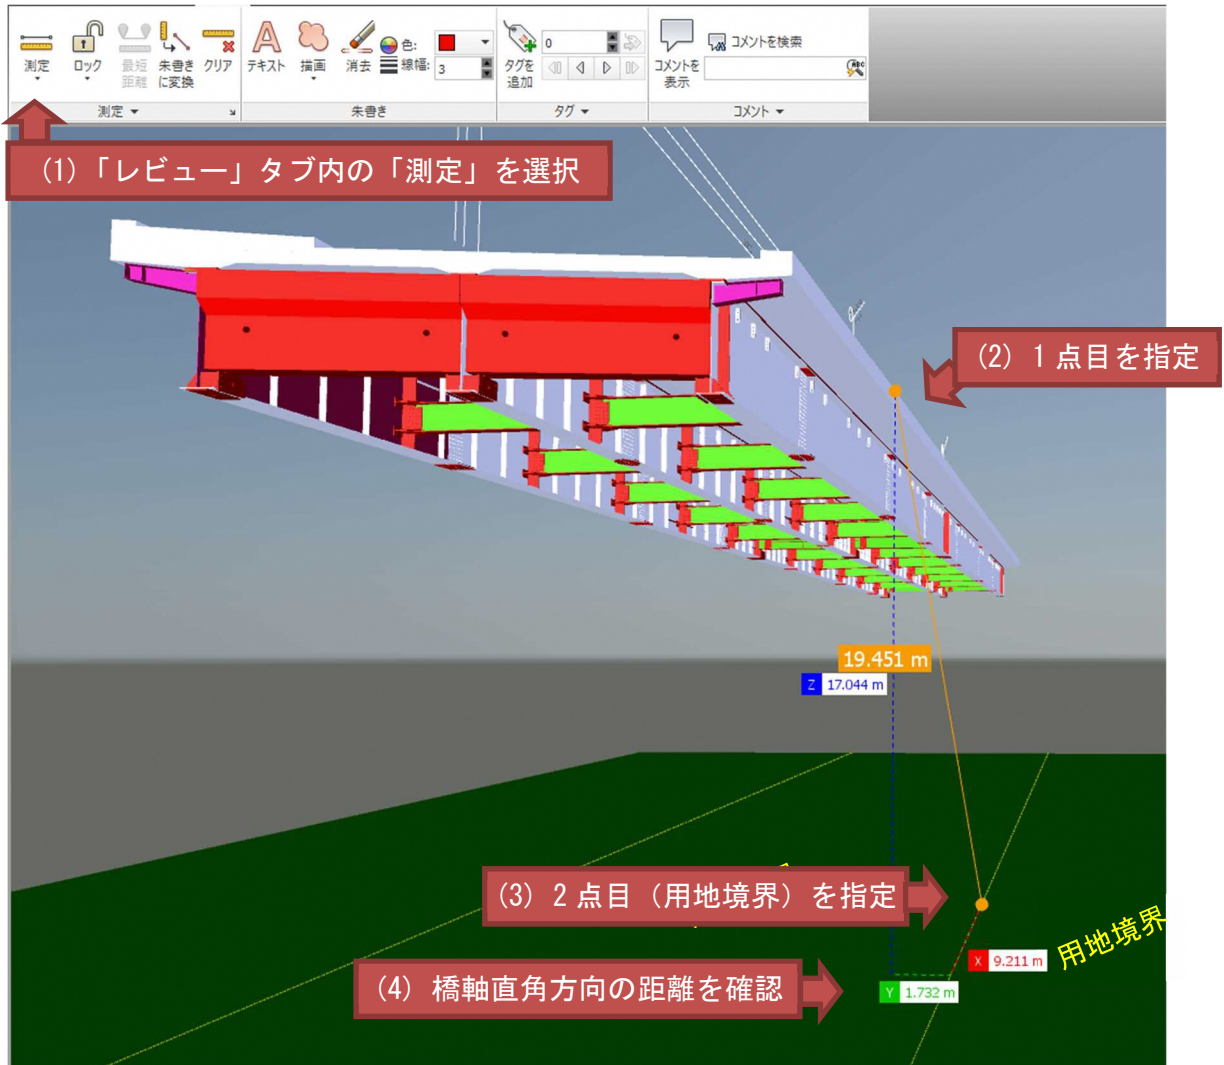 測定
ロック
最短
距離
朱書き
に変換
クリア
テキスト
描画
消去
色:
線幅:
3
タグを
追加
0
コメントを
表示
コメントを検索
測定
朱書き
タグ
コメント
(1)「レビュー」タブ内の「測定」を選択
(2) 1点目を指定
19.451 m
Z 17.044 m
(3) 2点目（用地境界）を指定
用地境界
X 9.211 m
(4) 橋軸直角方向の距離を確認
Y 1.732 m